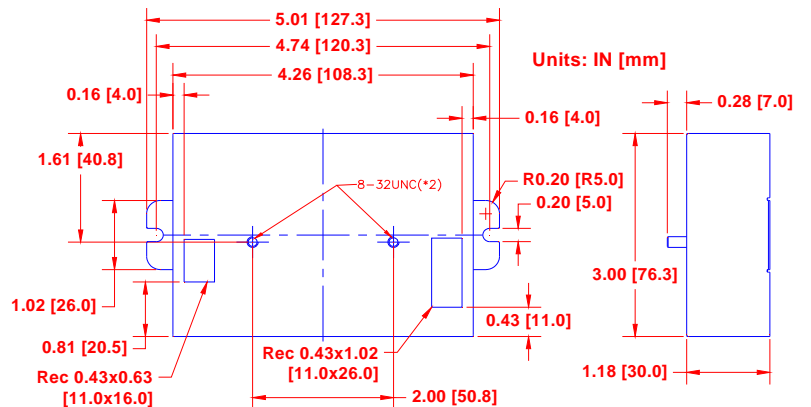 5.01 [127.3]
4.74 [120.3]
Units: IN [mm]
4.26 [108.3]
0.16 [4.0]
0.28 [7.0]
0.16 [4.0]
1.61 [40.8]
8-32UNC(*2)
R0.20 [R5.0]
0.20 [5.0]
3.00 [76.3]
1.02 [26.0]
0.43 [11.0]
0.81 [20.5]
Rec 0.43x1.02
[11.0x26.0]
Rec 0.43x0.63
[11.0x16.0]
2.00 [50.8]
1.18 [30.0]